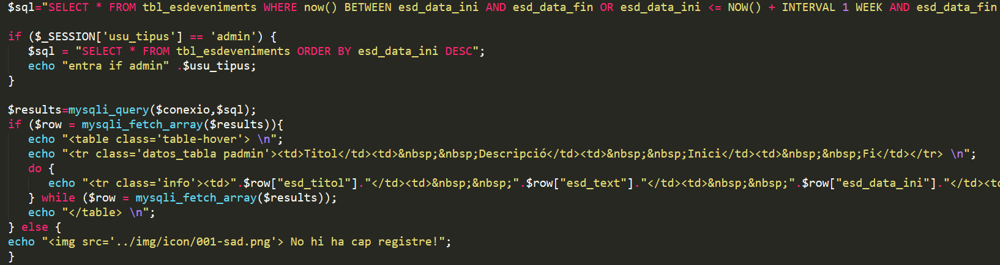 $sql="SELECT * FROM tbl_esdeveniments WHERE now() BETWEEN esd_data_ini AND esd_data_fin OR esd_data_ini <= NOW() + INTERVAL 1 WEEK AND esd_data_fin
if ($_SESSION['usu_tipus'] == 'admin') {
$sql = "SELECT * FROM tbl_esdeveniments ORDER BY esd_data_ini DESC";
echo "entra if admin" .$usu_tipus;
}
$results=mysqli_query($conexio,$sql);
if ($row = mysqli_fetch_array($results)){
echo "<table class='table-hover'> \n";
echo "<tr class='datos_tabla padmin'><td>Titol</td><td>&nbsp;&nbsp;Descripció</td><td>&nbsp;&nbsp;Inici</td><td>&nbsp;&nbsp;Fi</td></tr> \n";
do {
echo "<tr class='info'><td>".$row["esd_titol"]."</td><td>&nbsp;&nbsp;".$row["esd_text"]."</td><td>&nbsp;&nbsp;".$row["esd_data_ini"]."</td><td
} while ($row = mysqli_fetch_array($results));
echo "</table> \n";
} else {
echo "<img src='../img/icon/001-sad.png'> No hi ha cap registre!";
}